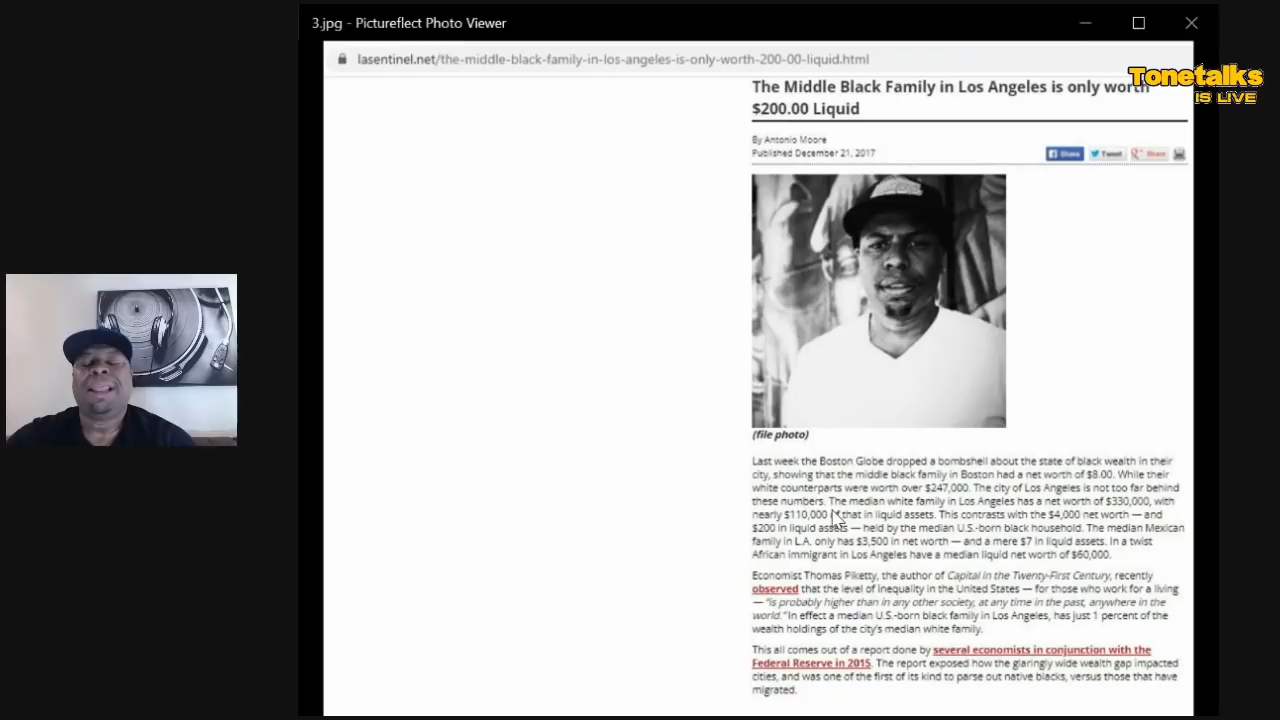 3.jpg - Pictureflect Photo Viewer
lasentinel.net/the-middle-black-family-in-los-angeles-is-only-worth-200-00-liquid.html
Tonetalks
IS LIVE
The Middle Black Family in Los Angeles is only worth
$200.00 Liquid
By Antonio Moore
Published December 21, 2017
Share
Tweet
Share
(file photo)
Last week the Boston Globe dropped a bombshell about the state of black wealth in their
city, showing that the middle black family in Boston had a net worth of $8.00. While their
white counterparts were worth over $247,000. The city of Los Angeles is not too far behind
these numbers. The median white family in Los Angeles has a net worth of $330,000, with
nearly $110,000 that in liquid assets. This contrasts with the $4,000 net worth — and
$200 in liquid assets — held by the median U.S.-born black household. The median Mexican
family in L.A. only has $3,500 in net worth — and a mere $7 in liquid assets. In a twist
African immigrant in Los Angeles have a median liquid net worth of $60,000.
Economist Thomas Piketty, the author of Capital in the Twenty-First Century, recently
observed that the level of inequality in the United States — for those who work for a living
— "is probably higher than in any other society, at any time in the past, anywhere in the
world." In effect a median U.S.-born black family in Los Angeles, has just 1 percent of the
wealth holdings of the city's median white family.
This all comes out of a report done by several economists in conjunction with the
Federal Reserve in 2015. The report exposed how the glaringly wide wealth gap impacted
cities, and was one of the first of its kind to parse out native blacks, versus those that have
migrated.